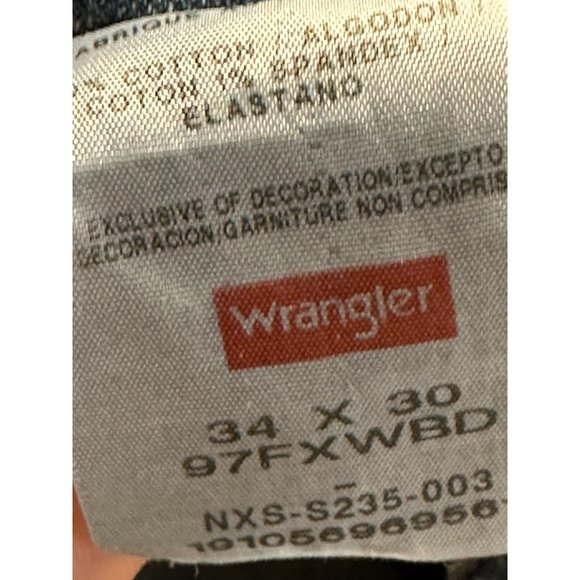 % COTTON / ALGODON /
COTON 1% SPANDEX /
ELASTANO
EXCLUSIVE OF DECORATION/EXCEPTO
DECORACION/GARNITURE NON COMPRIS
Wrangler
34 X 30
97FXWBD
-
NXS-S235-003